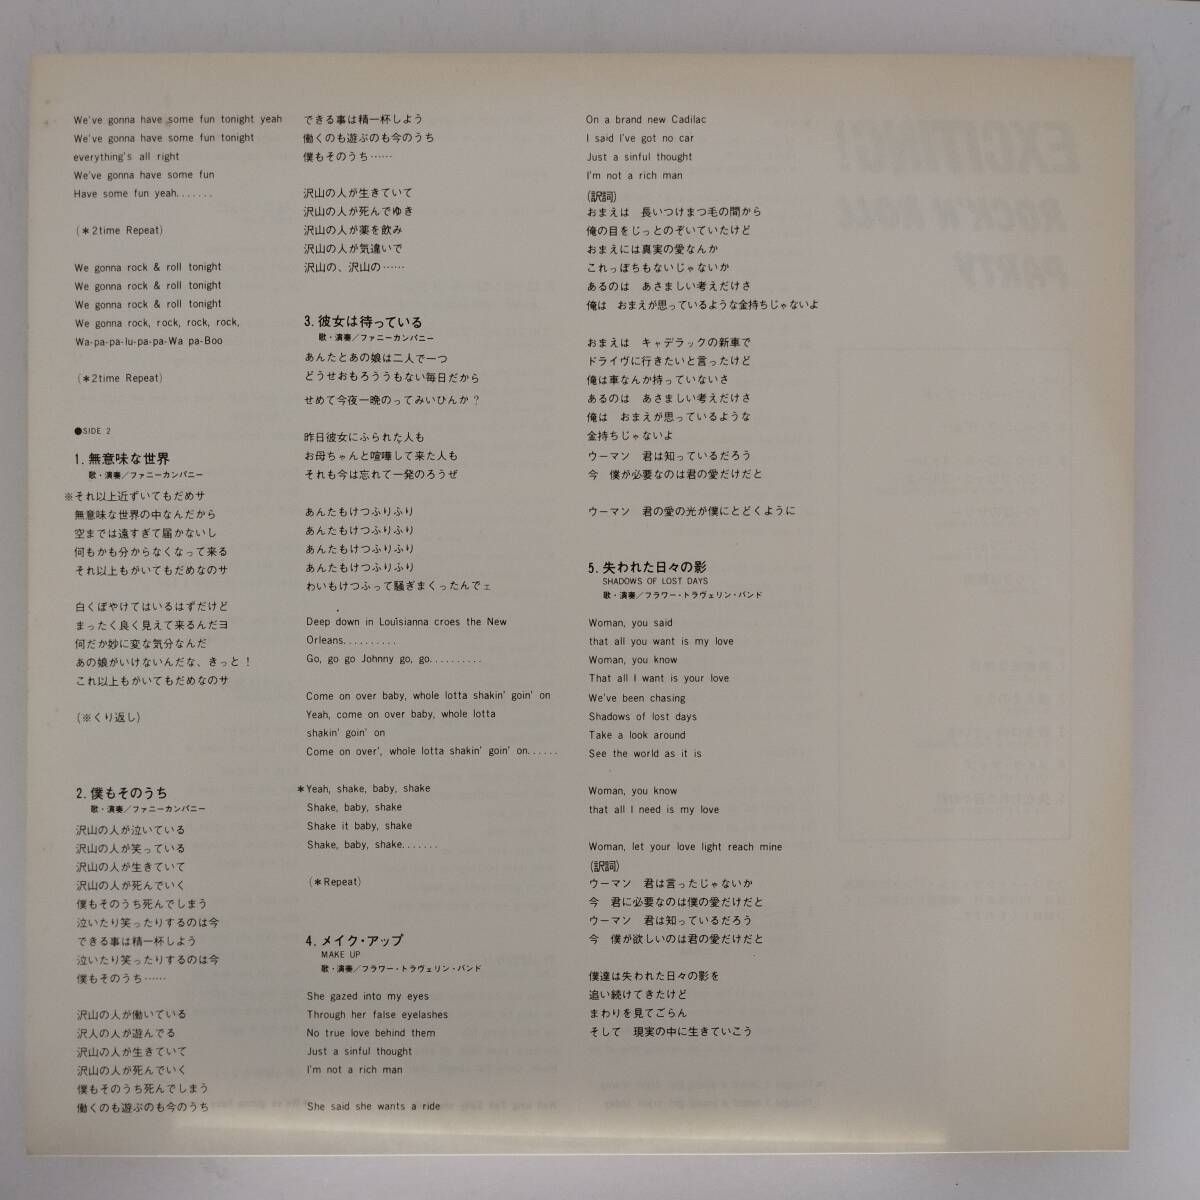 We've gonna have some fun tonight yeah
We've gonna have some fun tonight
everything's all right
We've gonna have some fun
Have some fun yeah.......
(*2time Repeat)
We gonna rock & roll tonight
We gonna rock & roll tonight
We gonna rock & roll tonight
We gonna rock, rock, rock, rock,
Wa-pa-pa-lu-pa-pa-Wa pa-Boo
(*2time Repeat)
●SIDE 2
1. 無意味な世界
歌・演奏/ファニーカンパニー
※それ以上近ずいてもだめサ
無意味な世界の中なんだから
空までは遠すぎて届かないし
何もかも分からなくなって来る
それ以上もがいてもだめなのサ
白くぼやけてはいるはずだけど
まったく良く見えて来るんだヨ
何だか妙に変な気分なんだ
あの娘がいけないんだな、きっと!
これ以上もがいてもだめなのサ
(※くり返し)
2. 僕もそのうち
歌・演奏/ファニーカンパニー
沢山の人が泣いている
沢山の人が笑っている
沢山の人が生きていて
沢山の人が死んでいく
僕もそのうち死んでしまう
泣いたり笑ったりするのは今
できる事は精一杯しよう
泣いたり笑ったりするのは今
僕もそのうち……
沢山の人が働いている
沢人の人が遊んでる
沢山の人が生きていて
沢山の人が死んでいく
僕もそのうち死んでしまう
働くのも遊ぶのも今のうち
できる事は精一杯しよう
働くのも遊ぶのも今のうち
僕もそのうち……
沢山の人が生きていて
沢山の人が死んでゆき
沢山の人が薬を飲み
沢山の人が気違いで
沢山の、沢山の……
3. 彼女は待っている
歌・演奏/ファニーカンパニー
あんたとあの娘は二人で一つ
どうせおもろううもない毎日だから
せめて今夜一晩のってみいひんか?
昨日彼女にふられた人も
お母ちゃんと喧嘩して来た人も
それも今は忘れて一発のろうぜ
あんたもけつふりふり
あんたもけつふりふり
あんたもけつふりふり
あんたもけつふりふり
わいもけつふって騒ぎまくったんでェ
Deep down in Louisianna croes the New
Orleans..........
Go, go go Johnny go, go..........
Come on over baby, whole lotta shakin' goin' on
Yeah, come on over baby, whole lotta
shakin' goin' on
Come on over', whole lotta shakin' goin' on......
*Yeah, shake, baby, shake
Shake, baby, shake
Shake it baby, shake
Shake, baby, shake.......
(*Repeat)
4. メイク・アップ
MAKE UP
歌・演奏/フラワー・トラヴェリン・バンド
She gazed into my eyes
Through her false eyelashes
No true love behind them
Just a sinful thought
I'm not a rich man
She said she wants a ride
On a brand new Cadilac
I said I've got no car
Just a sinful thought
I'm not a rich man
(訳詞)
おまえは 長いつけまつ毛の間から
俺の目をじっとのぞいていたけど
おまえには真実の愛なんか
これっぽちもないじゃないか
あるのは あさましい考えだけさ
俺は おまえが思っているような金持ちじゃないよ
おまえは キャデラックの新車で
ドライヴに行きたいと言ったけど
俺は車なんか持っていないさ
あるのは あさましい考えだけさ
俺は おまえが思っているような
金持ちじゃないよ
ウーマン 君は知っているだろう
今 僕が必要なのは君の愛だけだと
ウーマン 君の愛の光が僕にとどくように
5. 失われた日々の影
SHADOWS OF LOST DAYS
歌・演奏/フラワー・トラヴェリン・バンド
Woman, you said
that all you want is my love
Woman, you know
That all I want is your love
We've been chasing
Shadows of lost days
Take a look around
See the world as it is
Woman, you know
that all I need is my love
Woman, let your love light reach mine
(訳詞)
ウーマン 君は言ったじゃないか
今 君に必要なのは僕の愛だけだと
ウーマン 君は知っているだろう
今 僕が欲しいのは君の愛だけだと
僕達は失われた日々の影を
追い続けてきたけど
まわりを見てごらん
そして 現実の中に生きていこう
EXCITING!
ROCK'N ROLL
PARTY